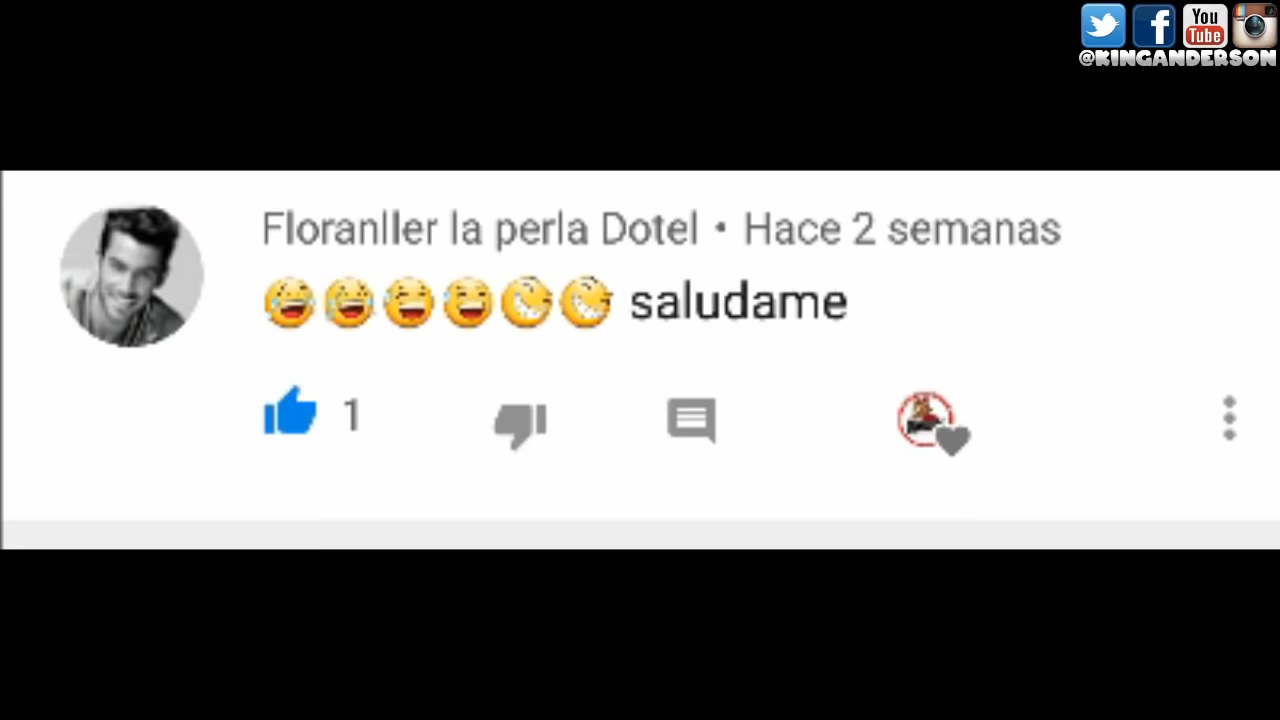 You
Tube
@KINGANDERSON
Floranller la perla Dotel • Hace 2 semanas
😂😂😂😂😆😆 saludame
1